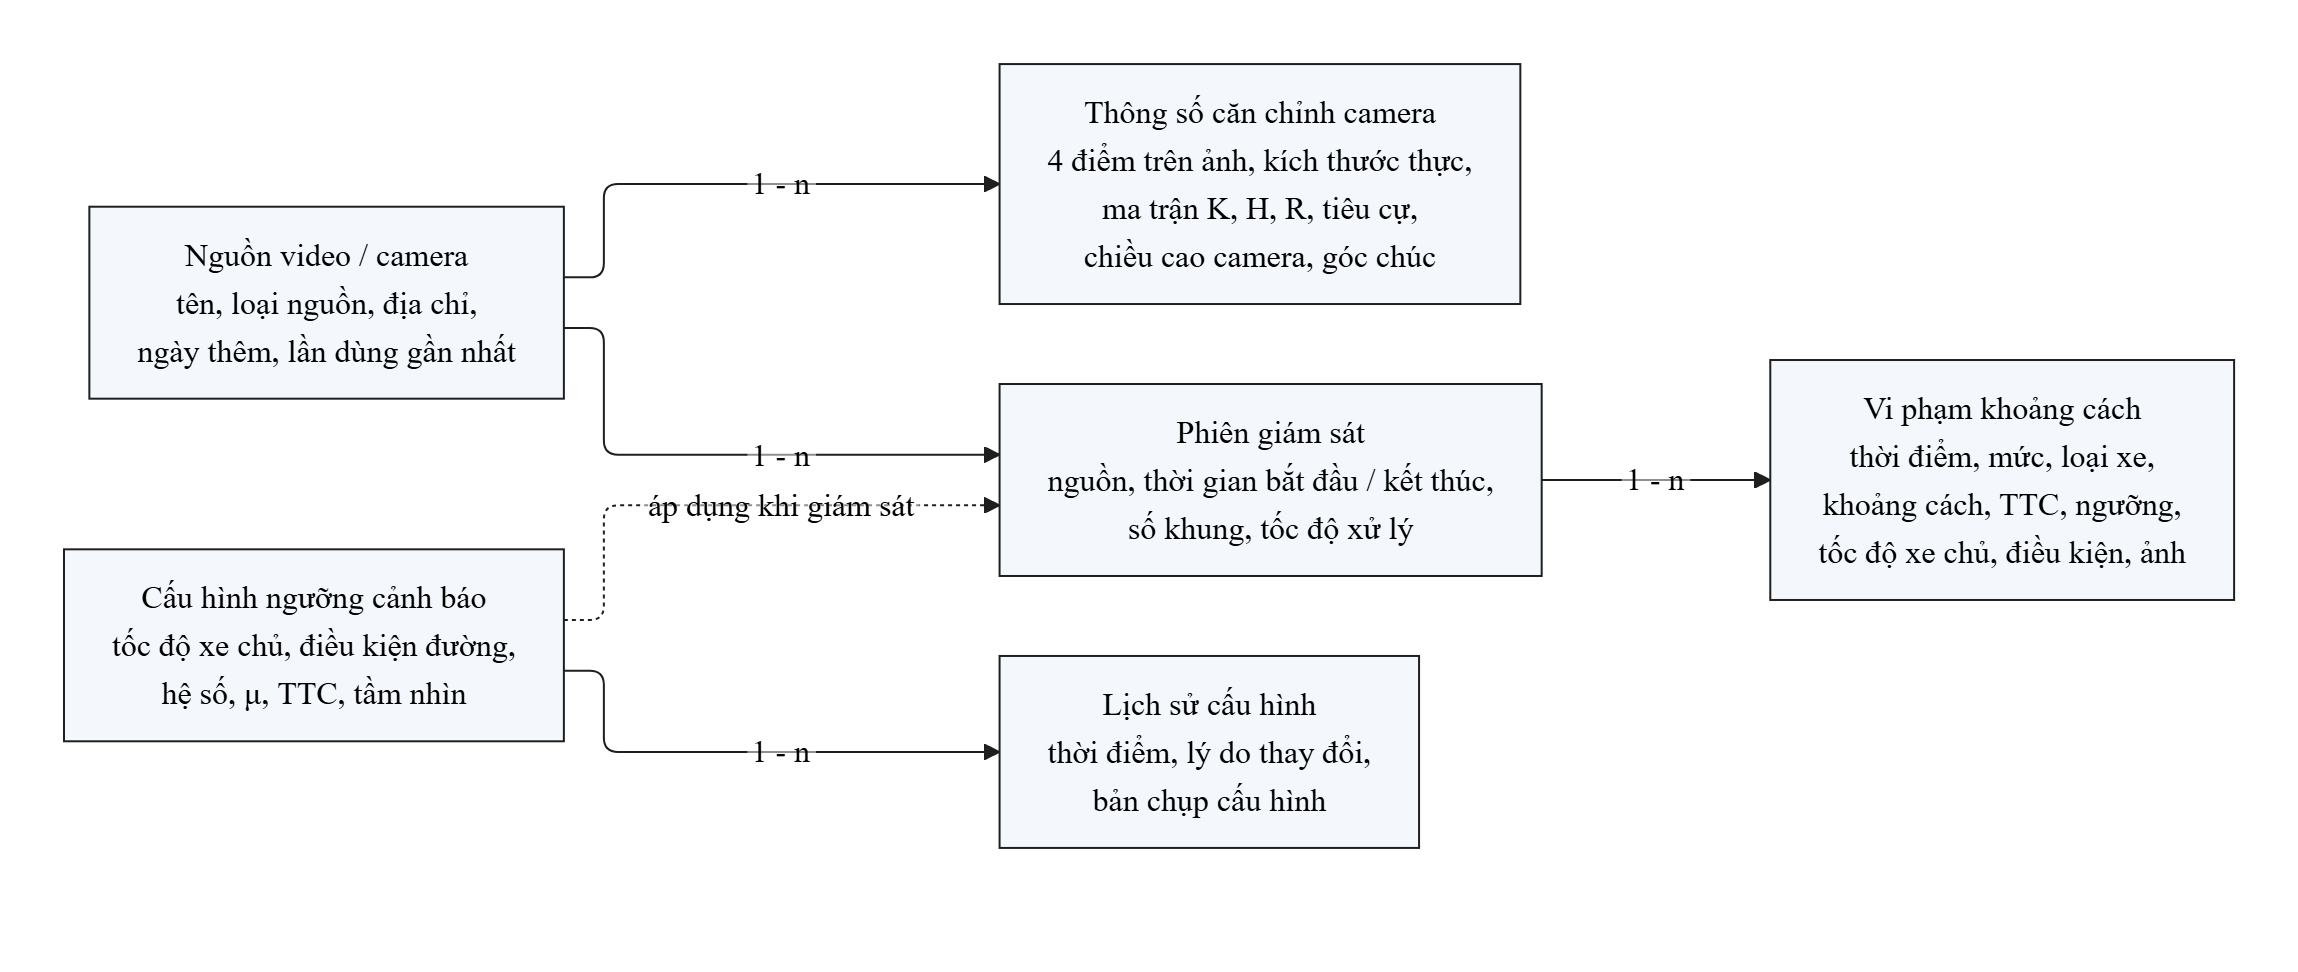 Nguồn video / camera
tên, loại nguồn, địa chỉ,
ngày thêm, lần dùng gần nhất
1 - n
Thông số căn chỉnh camera
4 điểm trên ảnh, kích thước thực,
ma trận K, H, R, tiêu cự,
chiều cao camera, góc chúc
1 - n
áp dụng khi giám sát
Phiên giám sát
nguồn, thời gian bắt đầu / kết thúc,
số khung, tốc độ xử lý
1 - n
Vi phạm khoảng cách
thời điểm, mức, loại xe,
khoảng cách, TTC, ngưỡng,
tốc độ xe chủ, điều kiện, ảnh
Cấu hình ngưỡng cảnh báo
tốc độ xe chủ, điều kiện đường,
hệ số, μ, TTC, tầm nhìn
1 - n
Lịch sử cấu hình
thời điểm, lý do thay đổi,
bản chụp cấu hình